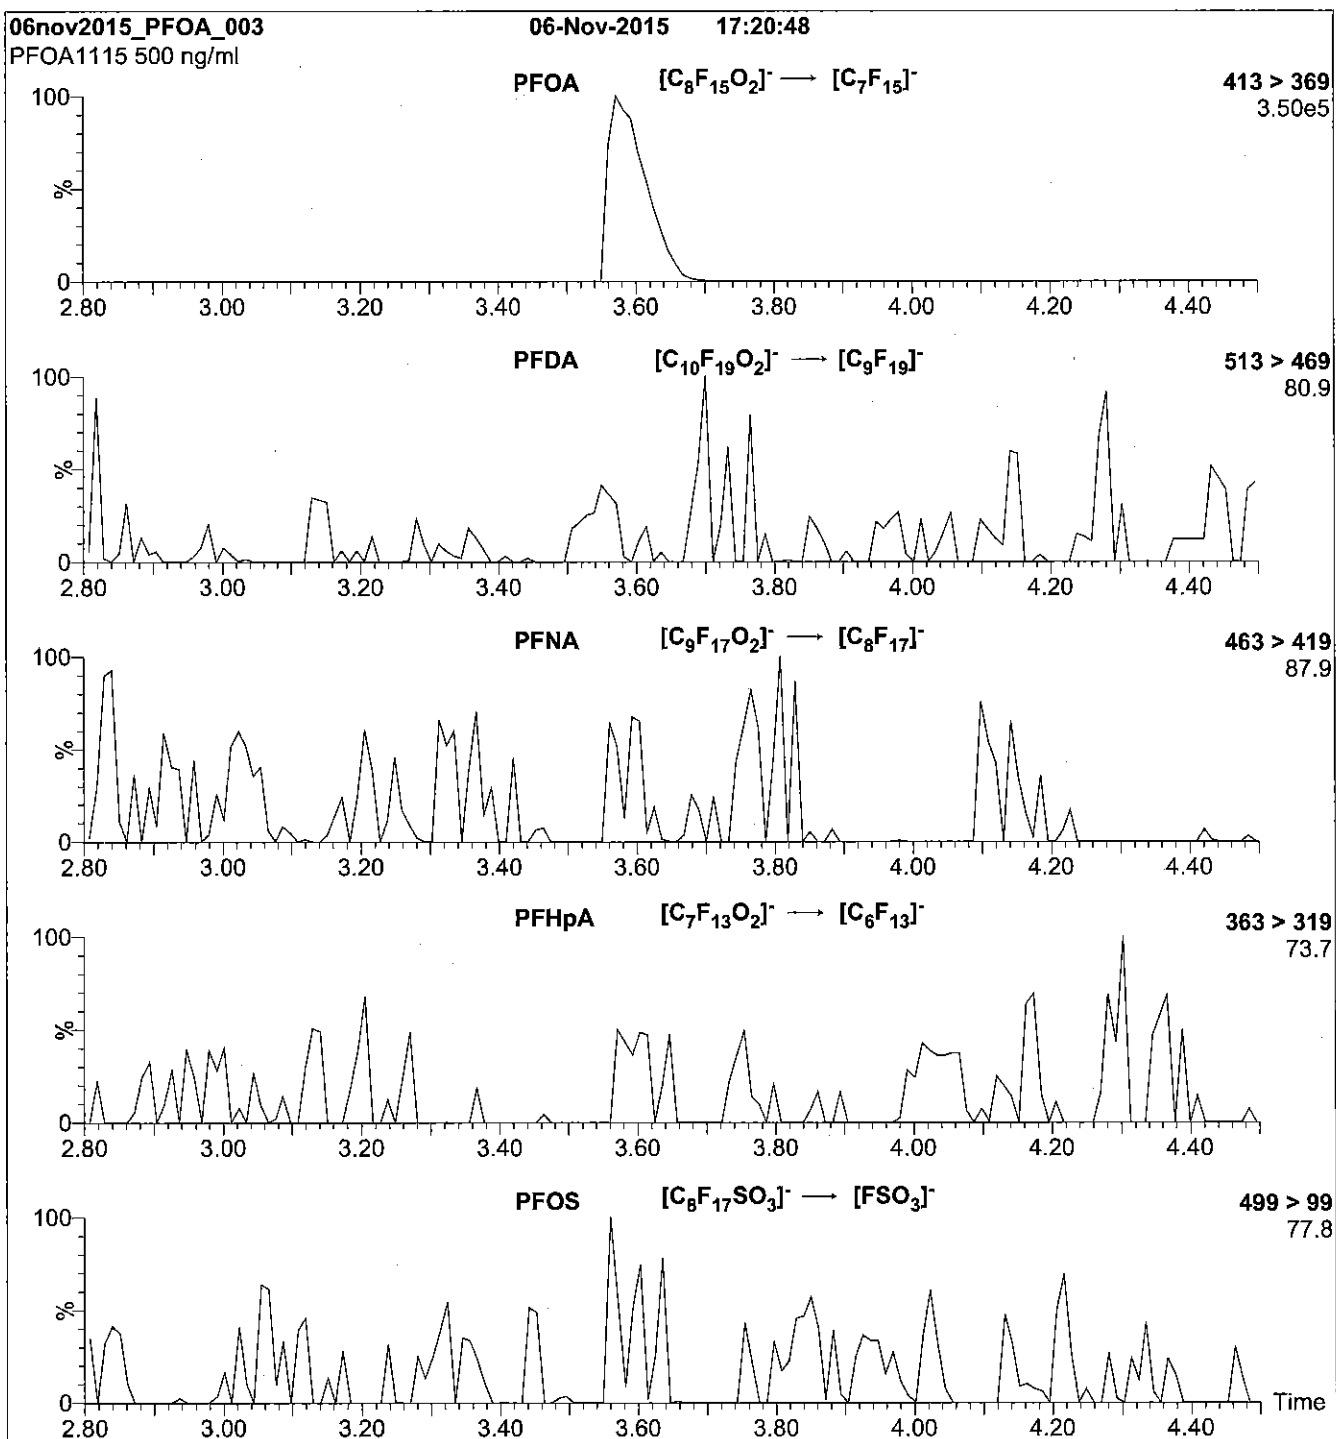 06nov2015_PFOA_003 06-Nov-2015 17:20:48
PFOA1115 500 ng/ml
PFOA [C₈F₁₅O₂]⁻ → [C₇F₁₅]⁻ 413 > 369
3.50e5
100
%
0
2.80 3.00 3.20 3.40 3.60 3.80 4.00 4.20 4.40
PFDA [C₁₀F₁₉O₂]⁻ → [C₉F₁₉]⁻ 513 > 469
80.9
100
%
0
2.80 3.00 3.20 3.40 3.60 3.80 4.00 4.20 4.40
PFNA [C₉F₁₇O₂]⁻ → [C₈F₁₇]⁻ 463 > 419
87.9
100
%
0
2.80 3.00 3.20 3.40 3.60 3.80 4.00 4.20 4.40
PFHpA [C₇F₁₃O₂]⁻ → [C₆F₁₃]⁻ 363 > 319
73.7
100
%
0
2.80 3.00 3.20 3.40 3.60 3.80 4.00 4.20 4.40
PFOS [C₈F₁₇SO₃]⁻ → [FSO₃]⁻ 499 > 99
77.8
100
%
0 Time
2.80 3.00 3.20 3.40 3.60 3.80 4.00 4.20 4.40